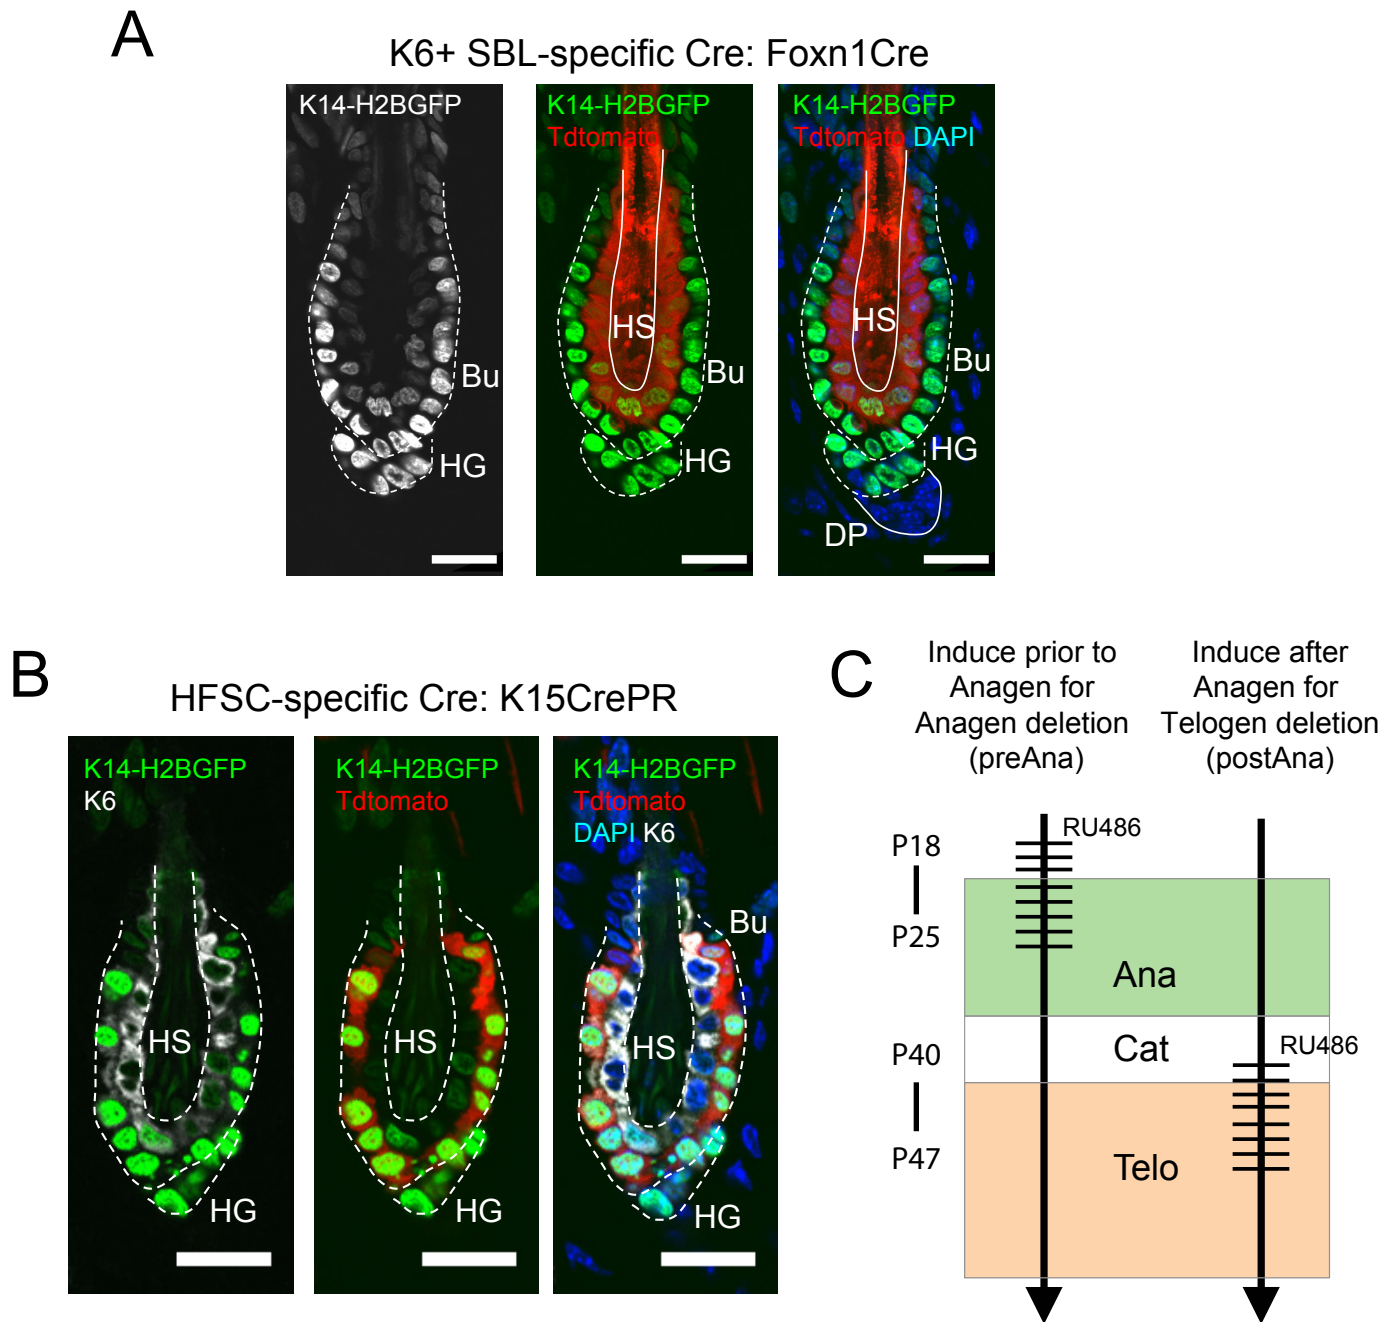 A
K6+ SBL-specific Cre: Foxn1Cre
K14-H2BGFP
Bu
HG
K14-H2BGFP
Tdtomato
HS
Bu
HG
K14-H2BGFP
Tdtomato DAPI
HS
Bu
HG
DP
B
HFSC-specific Cre: K15CrePR
K14-H2BGFP
K6
HS
HG
K14-H2BGFP
Tdtomato
HS
HG
K14-H2BGFP
Tdtomato
DAPI K6
Bu
HS
HG
C
Induce prior to
Anagen for
Anagen deletion
(preAna)
Induce after
Anagen for
Telogen deletion
(postAna)
RU486
P18
P25
Ana
P40
Cat
RU486
P47
Telo